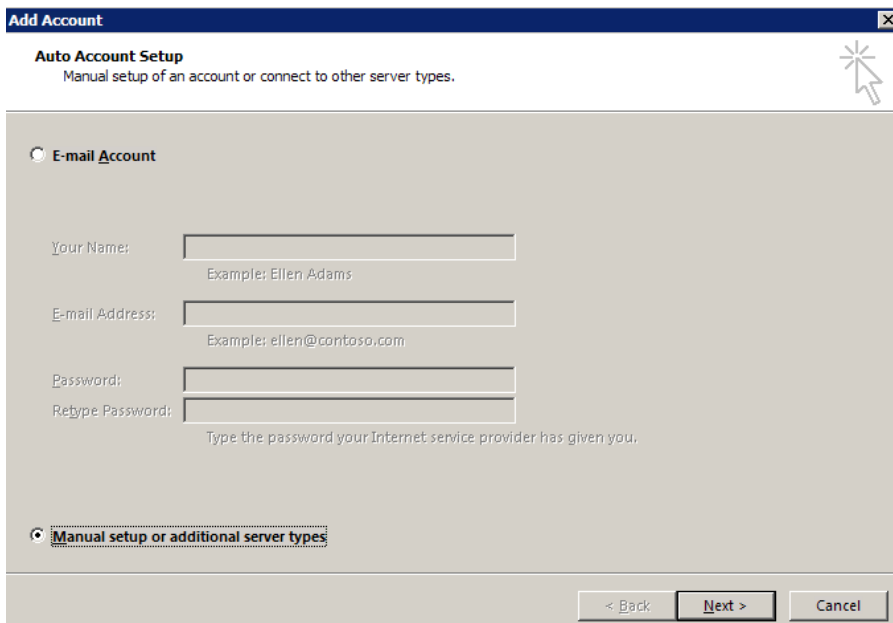 Add Account
Auto Account Setup
Manual setup of an account or connect to other server types.
E-mail Account
Your Name:
Example: Ellen Adams
E-mail Address:
Example: ellen@contoso.com
Password:
Retype Password:
Type the password your Internet service provider has given you.
Manual setup or additional server types
< Back Next > Cancel